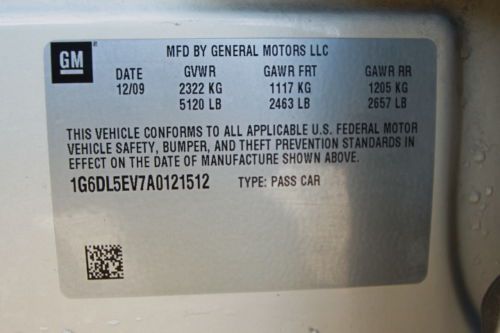 GM
MFD BY GENERAL MOTORS LLC
DATE GVWR GAWR FRT GAWR RR
12/09 2322 KG 1117 KG 1205 KG
5120 LB 2463 LB 2657 LB
THIS VEHICLE CONFORMS TO ALL APPLICABLE U.S. FEDERAL MOTOR
VEHICLE SAFETY, BUMPER, AND THEFT PREVENTION STANDARDS IN
EFFECT ON THE DATE OF MANUFACTURE SHOWN ABOVE.
1G6DL5EV7A0121512 TYPE: PASS CAR